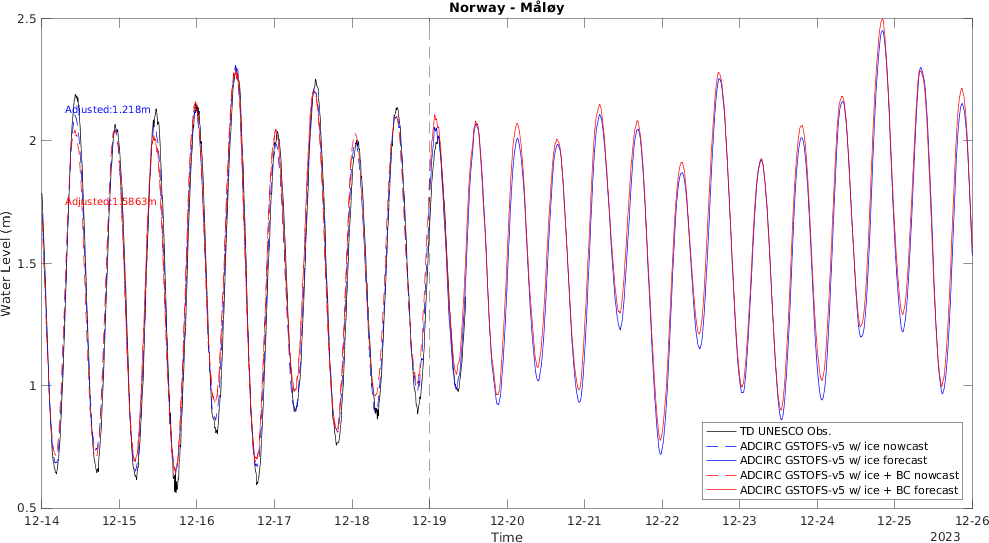 Norway - Måløy
2.5
2
1.5
1
0.5
Water Level (m)
Adjusted:1.218m
Adjusted:1.5863m
TD UNESCO Obs.
ADCIRC GSTOFS-v5 w/ ice nowcast
ADCIRC GSTOFS-v5 w/ ice forecast
ADCIRC GSTOFS-v5 w/ ice + BC nowcast
ADCIRC GSTOFS-v5 w/ ice + BC forecast
12-14 12-15 12-16 12-17 12-18 12-19 12-20 12-21 12-22 12-23 12-24 12-25 12-26
Time
2023